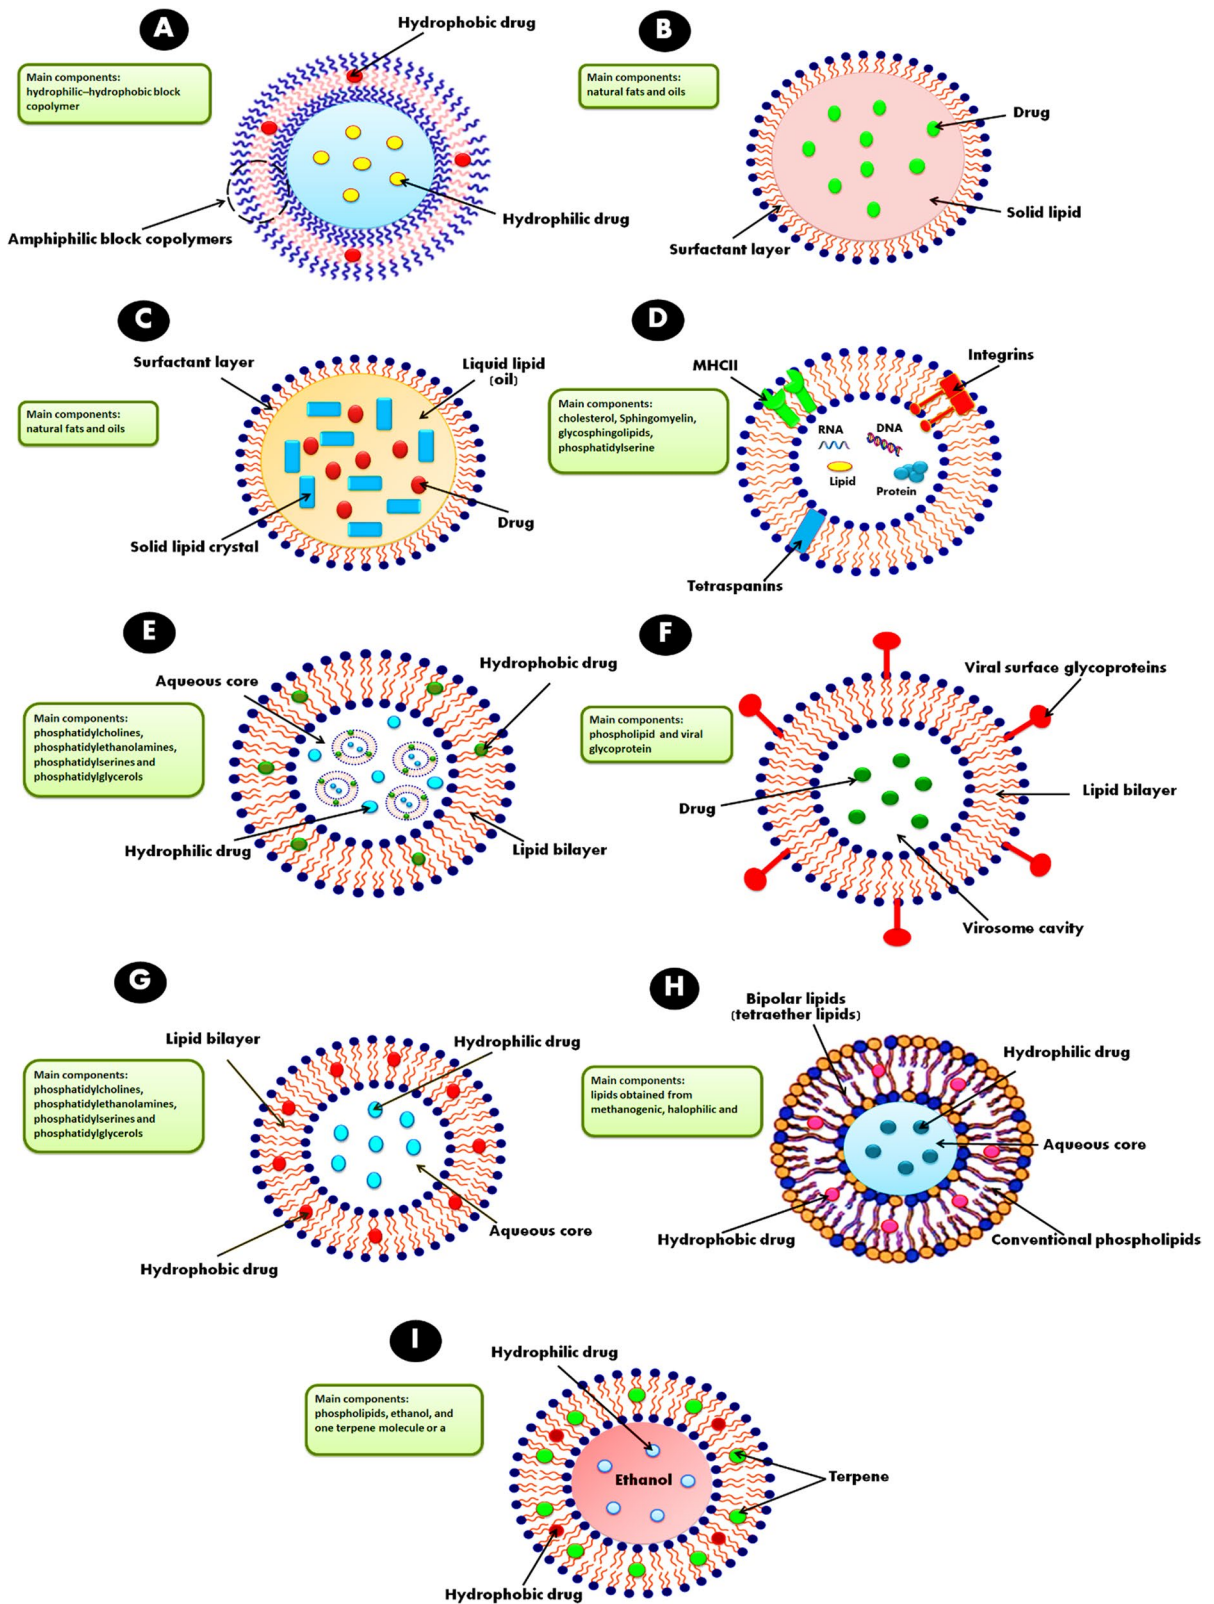 A
Hydrophobic drug
Main components:
hydrophilic–hydrophobic block
copolymer
Hydrophilic drug
Amphiphilic block copolymers
B
Main components:
natural fats and oils
Drug
Solid lipid
Surfactant layer
C
Surfactant layer
Liquid lipid
(oil)
Main components:
natural fats and oils
Drug
Solid lipid crystal
D
MHCII
Integrins
Main components:
cholesterol, Sphingomyelin,
glycosphingolipids,
phosphatidylserine
RNA
DNA
Lipid
Protein
Tetraspanins
E
Hydrophobic drug
Aqueous core
Main components:
phosphatidylcholines,
phosphatidylethanolamines,
phosphatidylserines and
phosphatidylglycerols
Hydrophilic drug
Lipid bilayer
F
Viral surface glycoproteins
Main components:
phospholipid and viral
glycoprotein
Drug
Lipid bilayer
Virosome cavity
G
Lipid bilayer
Hydrophilic drug
Main components:
phosphatidylcholines,
phosphatidylethanolamines,
phosphatidylserines and
phosphatidylglycerols
Aqueous core
Hydrophobic drug
H
Bipolar lipids
(tetraether lipids)
Hydrophilic drug
Main components:
lipids obtained from
methanogenic, halophilic and
Aqueous core
Hydrophobic drug
Conventional phospholipids
I
Hydrophilic drug
Main components:
phospholipids, ethanol, and
one terpene molecule or a
Ethanol
Terpene
Hydrophobic drug